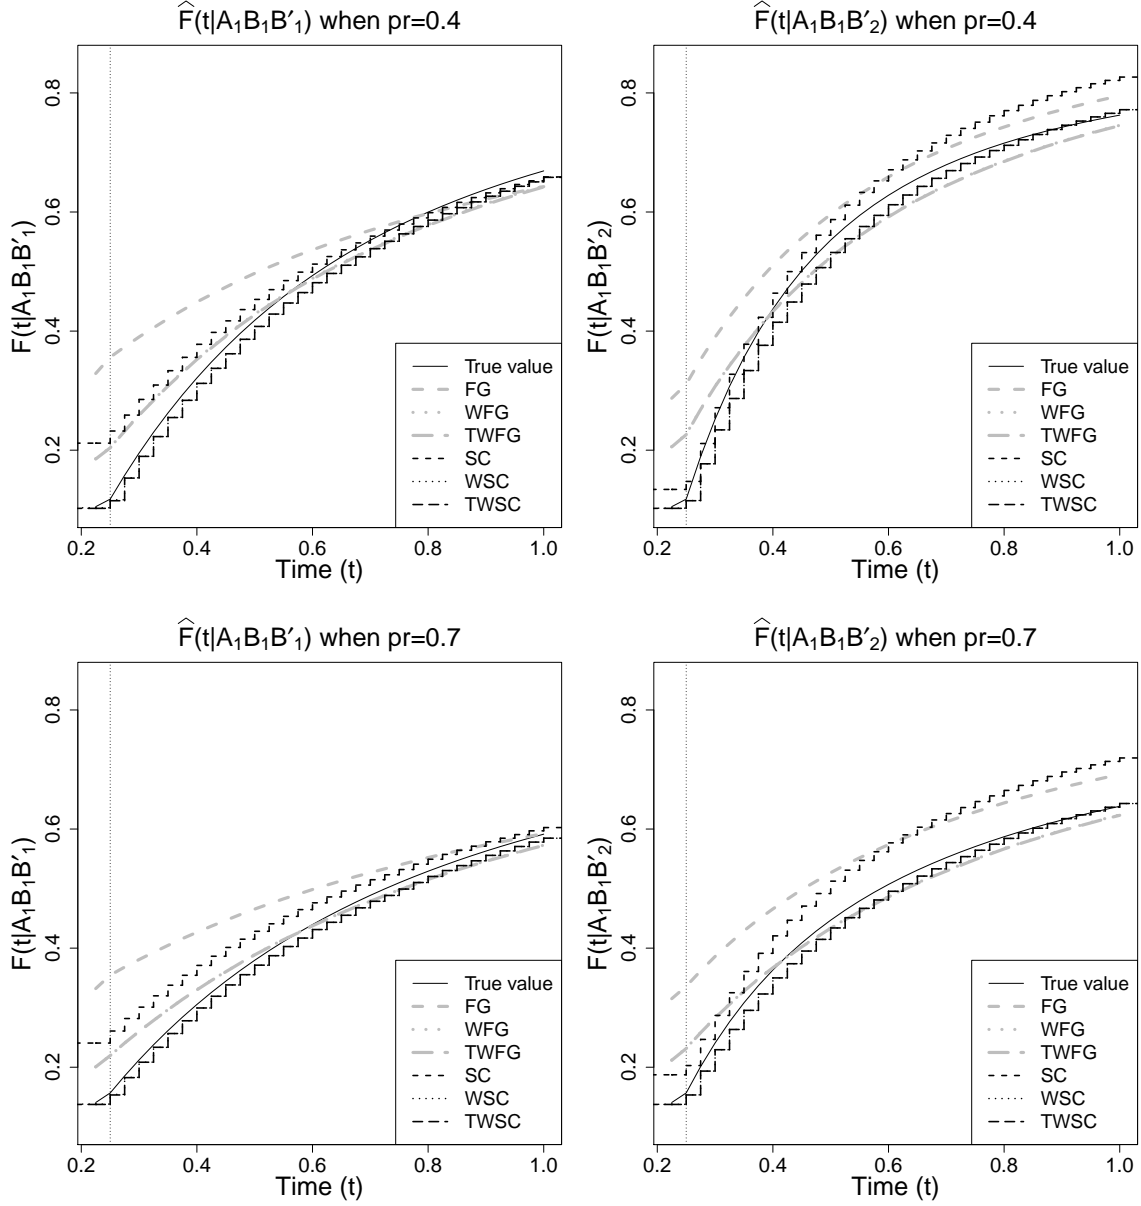 F̂(t|A₁B₁B′₁) when pr=0.4
F(t|A₁B₁B′₁)
0.8
0.6
0.4
0.2
True value
FG
WFG
TWFG
SC
WSC
TWSC
0.2 0.4 0.6 0.8 1.0
Time (t)
F̂(t|A₁B₁B′₂) when pr=0.4
F(t|A₁B₁B′₂)
0.8
0.6
0.4
0.2
True value
FG
WFG
TWFG
SC
WSC
TWSC
0.2 0.4 0.6 0.8 1.0
Time (t)
F̂(t|A₁B₁B′₁) when pr=0.7
F(t|A₁B₁B′₁)
0.8
0.6
0.4
0.2
True value
FG
WFG
TWFG
SC
WSC
TWSC
0.2 0.4 0.6 0.8 1.0
Time (t)
F̂(t|A₁B₁B′₂) when pr=0.7
F(t|A₁B₁B′₂)
0.8
0.6
0.4
0.2
True value
FG
WFG
TWFG
SC
WSC
TWSC
0.2 0.4 0.6 0.8 1.0
Time (t)